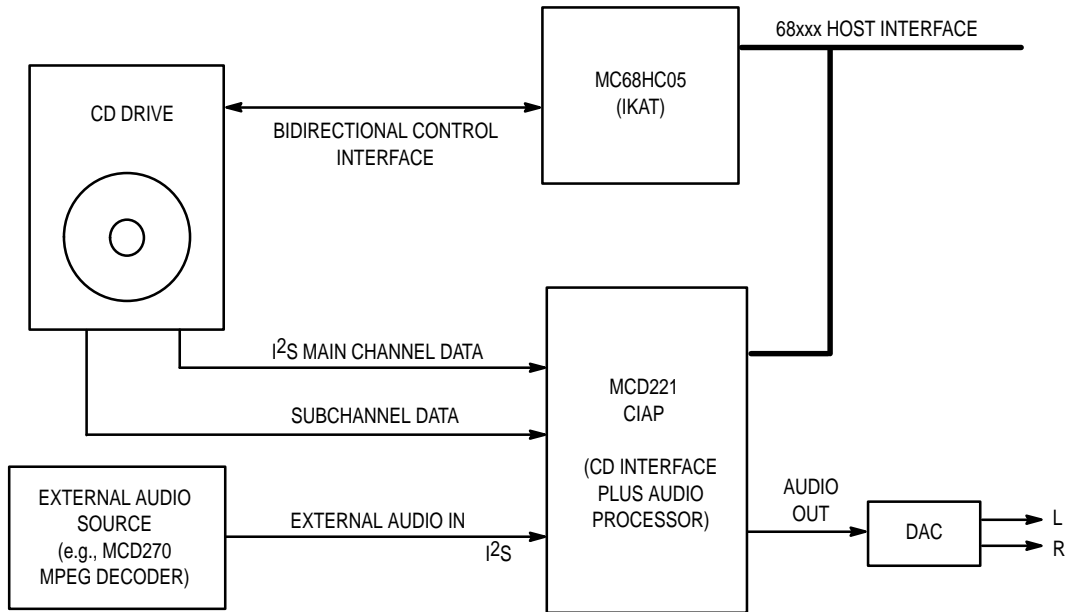 68xxx HOST INTERFACE
MC68HC05
(IKAT)
CD DRIVE
BIDIRECTIONAL CONTROL
INTERFACE
I²S MAIN CHANNEL DATA
SUBCHANNEL DATA
MCD221
CIAP
(CD INTERFACE
PLUS AUDIO
PROCESSOR)
EXTERNAL AUDIO
SOURCE
(e.g., MCD270
MPEG DECODER)
EXTERNAL AUDIO IN
I²S
AUDIO
OUT
DAC
L
R